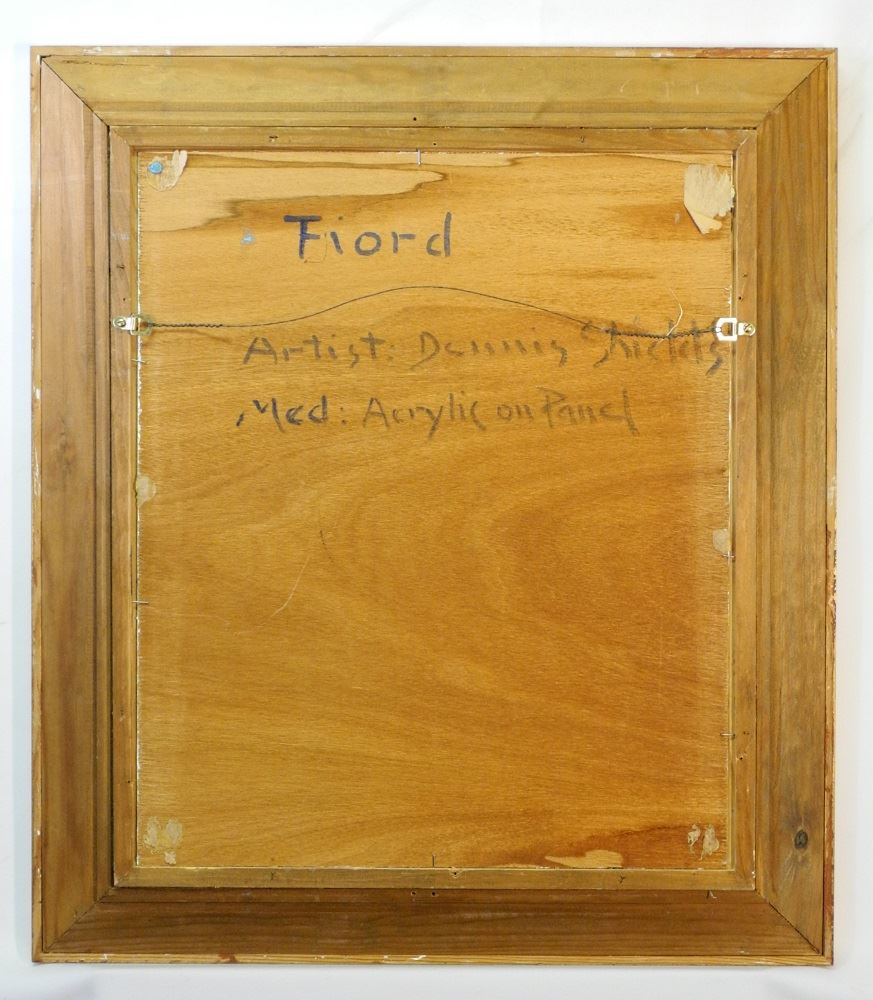 Fiord
Artist: Dennis Shields
Med: Acrylic on Panel